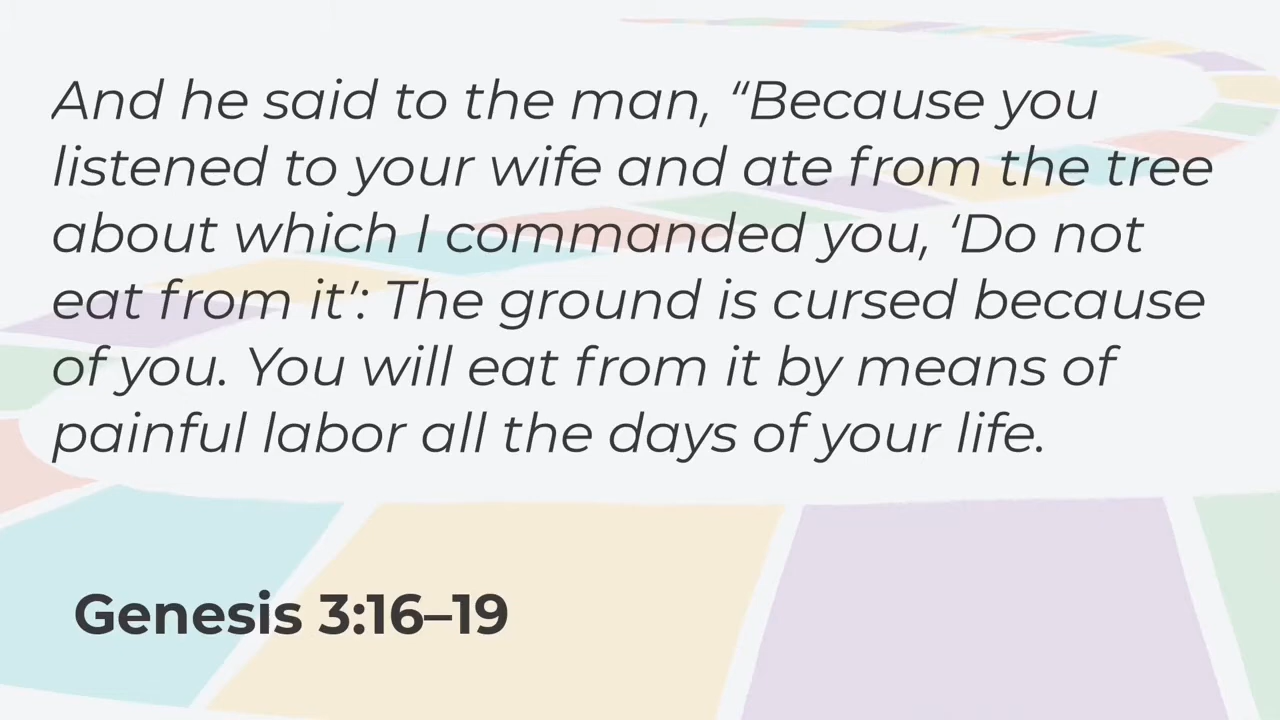 And he said to the man, “Because you
listened to your wife and ate from the tree
about which I commanded you, ‘Do not
eat from it’: The ground is cursed because
of you. You will eat from it by means of
painful labor all the days of your life.
Genesis 3:16–19